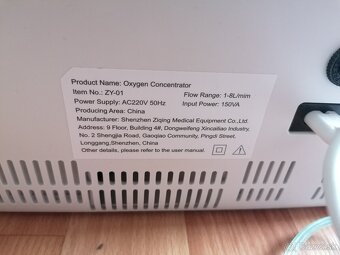 Product Name: Oxygen Concentrator
Item No.: ZY-01
Flow Range: 1-8L/mim
Power Supply: AC220V 50Hz
Input Power: 150VA
Producing Area: China
Manufacturer: Shenzhen Ziqing Medical Equipment Co.,Ltd
Address: 9 Floor, Building 4#, Dongweifeng Xincailiao Industry,
No. 2 Shengjia Road, Gaoqiao Community, Pingdi Street,
Longgang,Shenzhen, China
Other details, please refer to the user manual.